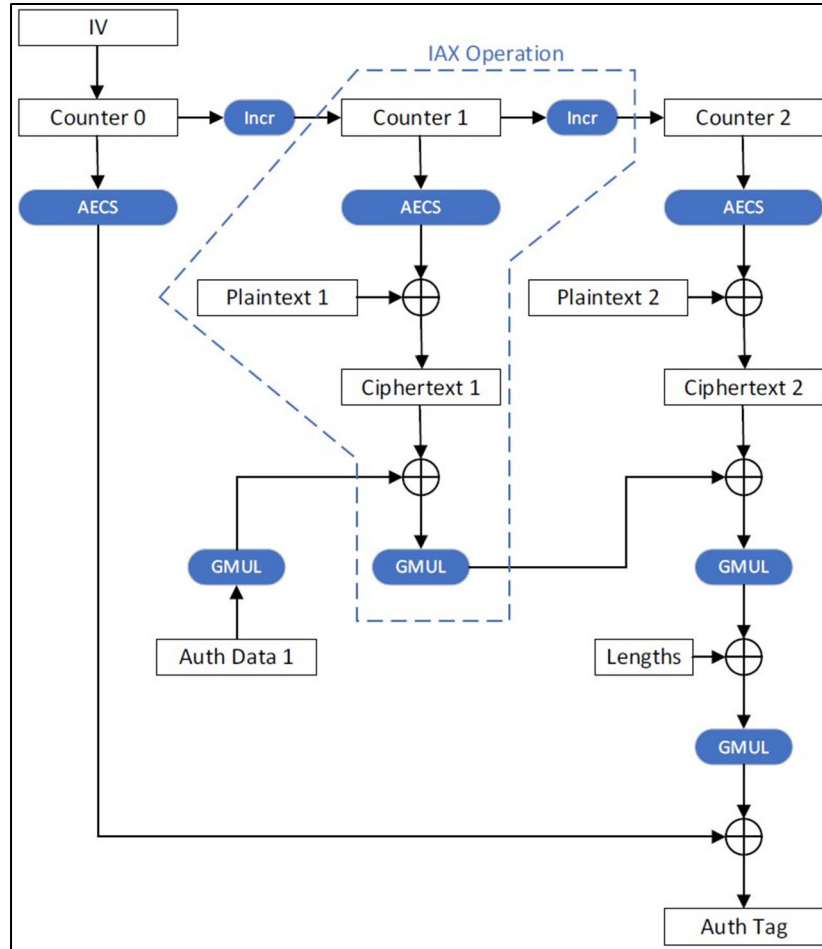 IV
IAX Operation
Counter 0
Incr
Counter 1
Incr
Counter 2
AECS
AECS
AECS
Plaintext 1
Plaintext 2
Ciphertext 1
Ciphertext 2
GMUL
GMUL
GMUL
Auth Data 1
Lengths
GMUL
Auth Tag